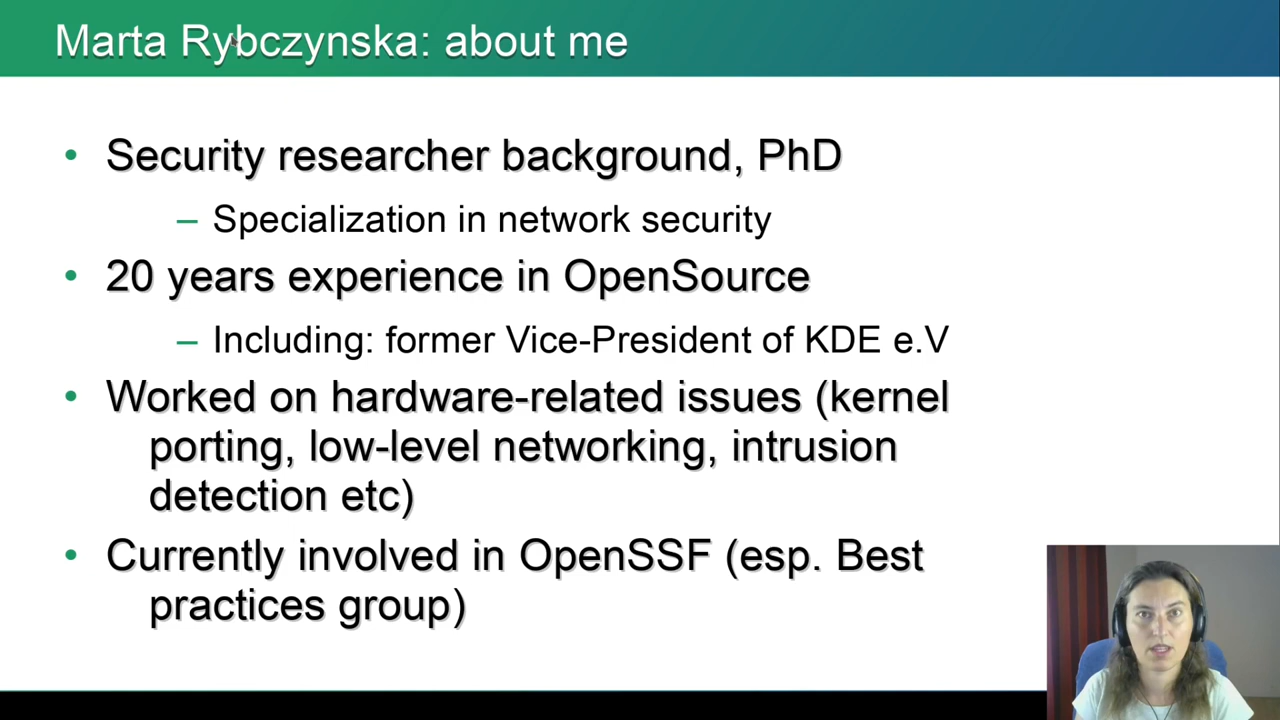 Marta Rybczynska: about me
• Security researcher background, PhD
– Specialization in network security
• 20 years experience in OpenSource
– Including: former Vice-President of KDE e.V
• Worked on hardware-related issues (kernel
porting, low-level networking, intrusion
detection etc)
• Currently involved in OpenSSF (esp. Best
practices group)